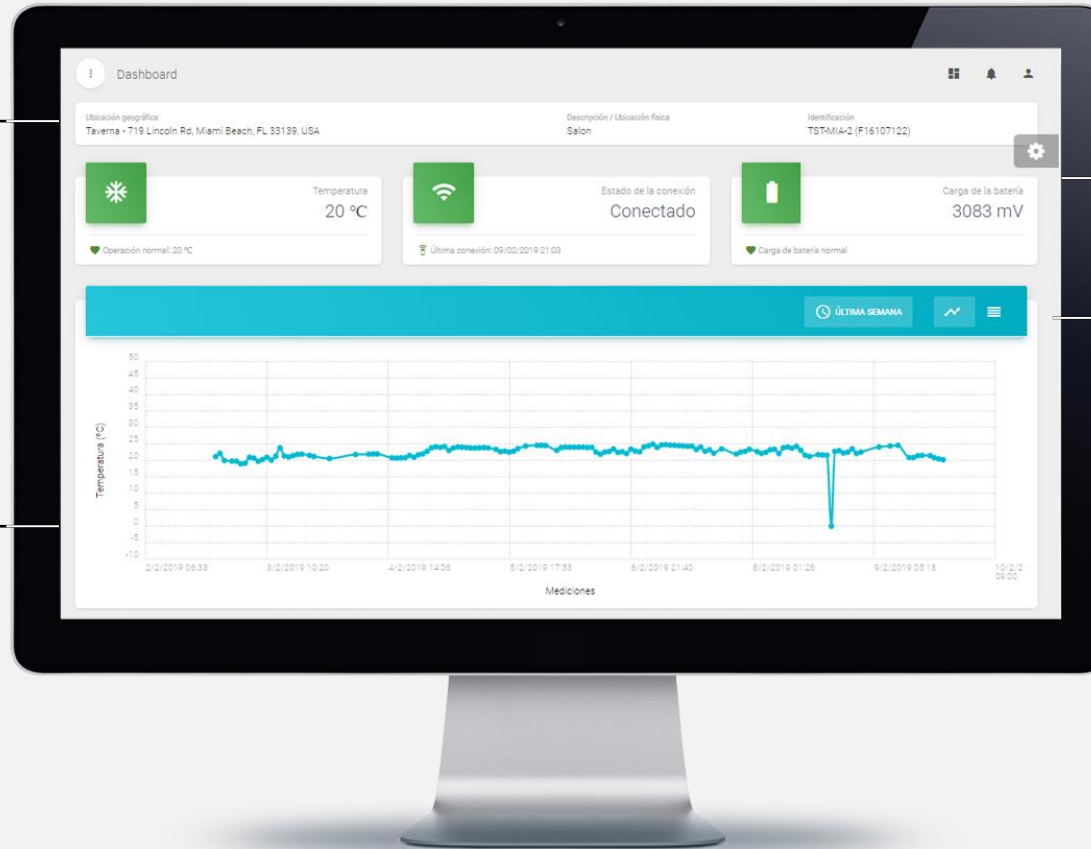 Dashboard
Ubicación geográfica
Taverna - 719 Lincoln Rd, Miami Beach, FL 33139, USA
Descripción / Ubicación física
Salon
Identificación
TST-MIA-2 (F16107122)
Temperatura
20 °C
Operación normal: 20 °C
Estado de la conexión
Conectado
Última conexión: 09/02/2019 21:03
Carga de la batería
3083 mV
Carga de batería normal
ÚLTIMA SEMANA
Temperatura (°C)
50
45
40
35
30
25
20
15
10
5
0
-5
-10
2/2/2019 06:33
3/2/2019 10:20
4/2/2019 14:06
5/2/2019 17:53
6/2/2019 21:40
8/2/2019 01:26
9/2/2019 05:13
10/2/2
09:00
Mediciones